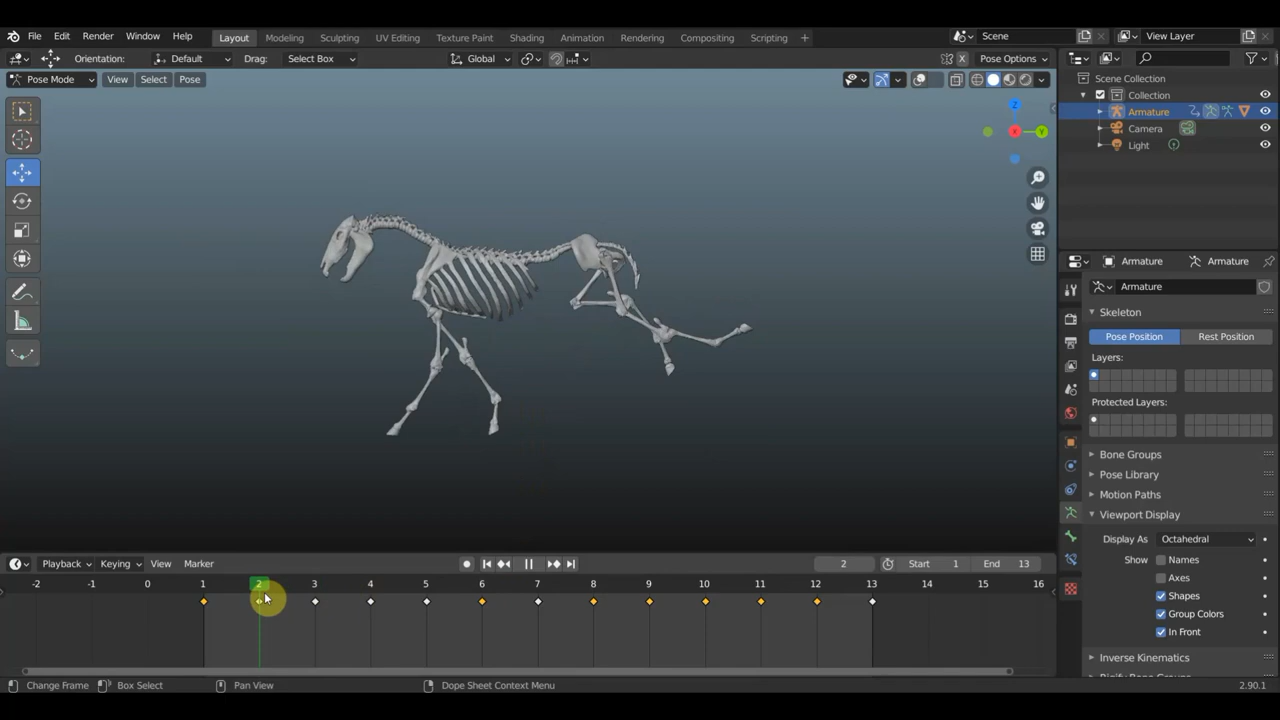 File Edit Render Window Help Layout Modeling Sculpting UV Editing Texture Paint Shading Animation Rendering Compositing Scripting + Scene View Layer
Orientation: Default Drag: Select Box Global X Pose Options
Pose Mode View Select Pose
Scene Collection
Collection
Armature
Camera
Light
Z
X
Y
Armature Armature
Armature
Skeleton
Pose Position Rest Position
Layers:
Protected Layers:
Bone Groups
Pose Library
Motion Paths
Viewport Display
Display As Octahedral
Show Names
Axes
Shapes
Group Colors
In Front
Inverse Kinematics
Playback Keying View Marker 2 Start 1 End 13
-2 -1 0 1 2 3 4 5 6 7 8 9 10 11 12 13 14 15 16
Change Frame Box Select Pan View Dope Sheet Context Menu 2.90.1